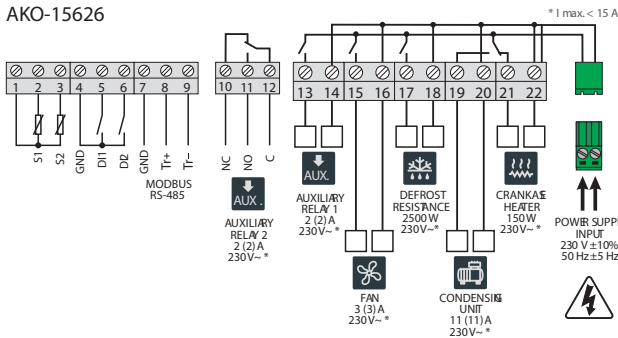 AKO-15626
* I max. < 15 A
1 2 3 4 5 6 7 8 9 10 11 12 13 14 15 16 17 18 19 20 21 22
S1 S2 GND DI1 DI2 GND Tr+ Tr−
MODBUS
RS-485
NC NO C
AUX.
AUXILIARY
RELAY 2
2 (2) A
230V~ *
AUX.
AUXILIARY
RELAY 1
2 (2) A
230V~ *
DEFROST
RESISTANCE
2500 W
230V~ *
CRANKASE
HEATER
150 W
230V~ *
POWER SUPP
INPUT
230 V ±10%
50 Hz ±5 Hz
FAN
3 (3) A
230V~ *
CONDENSING
UNIT
11 (11) A
230V~ *